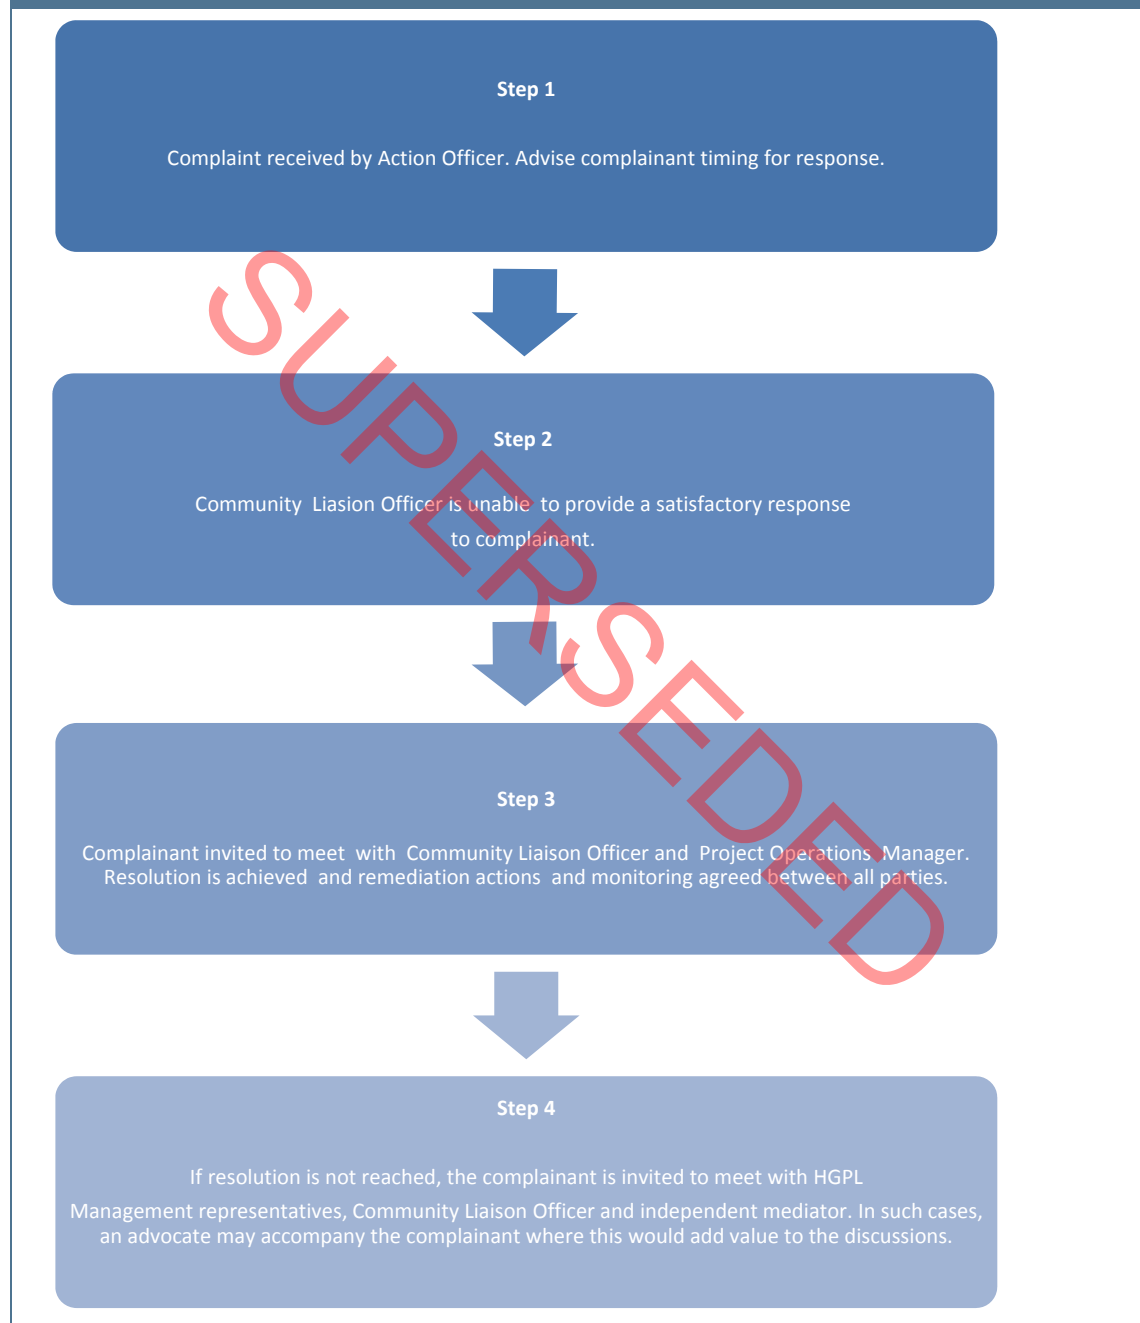 Step 1
Complaint received by Action Officer. Advise complainant timing for response.
Step 2
Community Liasion Officer is unable to provide a satisfactory response
to complainant.
Step 3
Complainant invited to meet with Community Liaison Officer and Project Operations Manager.
Resolution is achieved and remediation actions and monitoring agreed between all parties.
Step 4
If resolution is not reached, the complainant is invited to meet with HGPL
Management representatives, Community Liaison Officer and independent mediator. In such cases,
an advocate may accompany the complainant where this would add value to the discussions.
SUPERSEDED